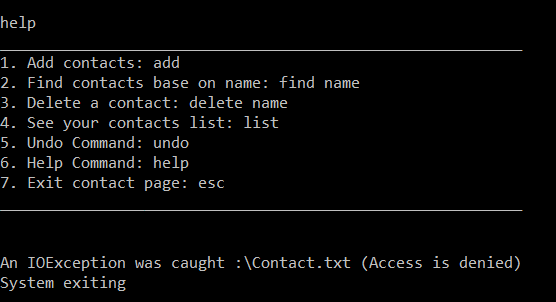 help
__________________________________________________________
1. Add contacts: add
2. Find contacts base on name: find name
3. Delete a contact: delete name
4. See your contacts list: list
5. Undo Command: undo
6. Help Command: help
7. Exit contact page: esc
__________________________________________________________
An IOException was caught :\Contact.txt (Access is denied)
System exiting